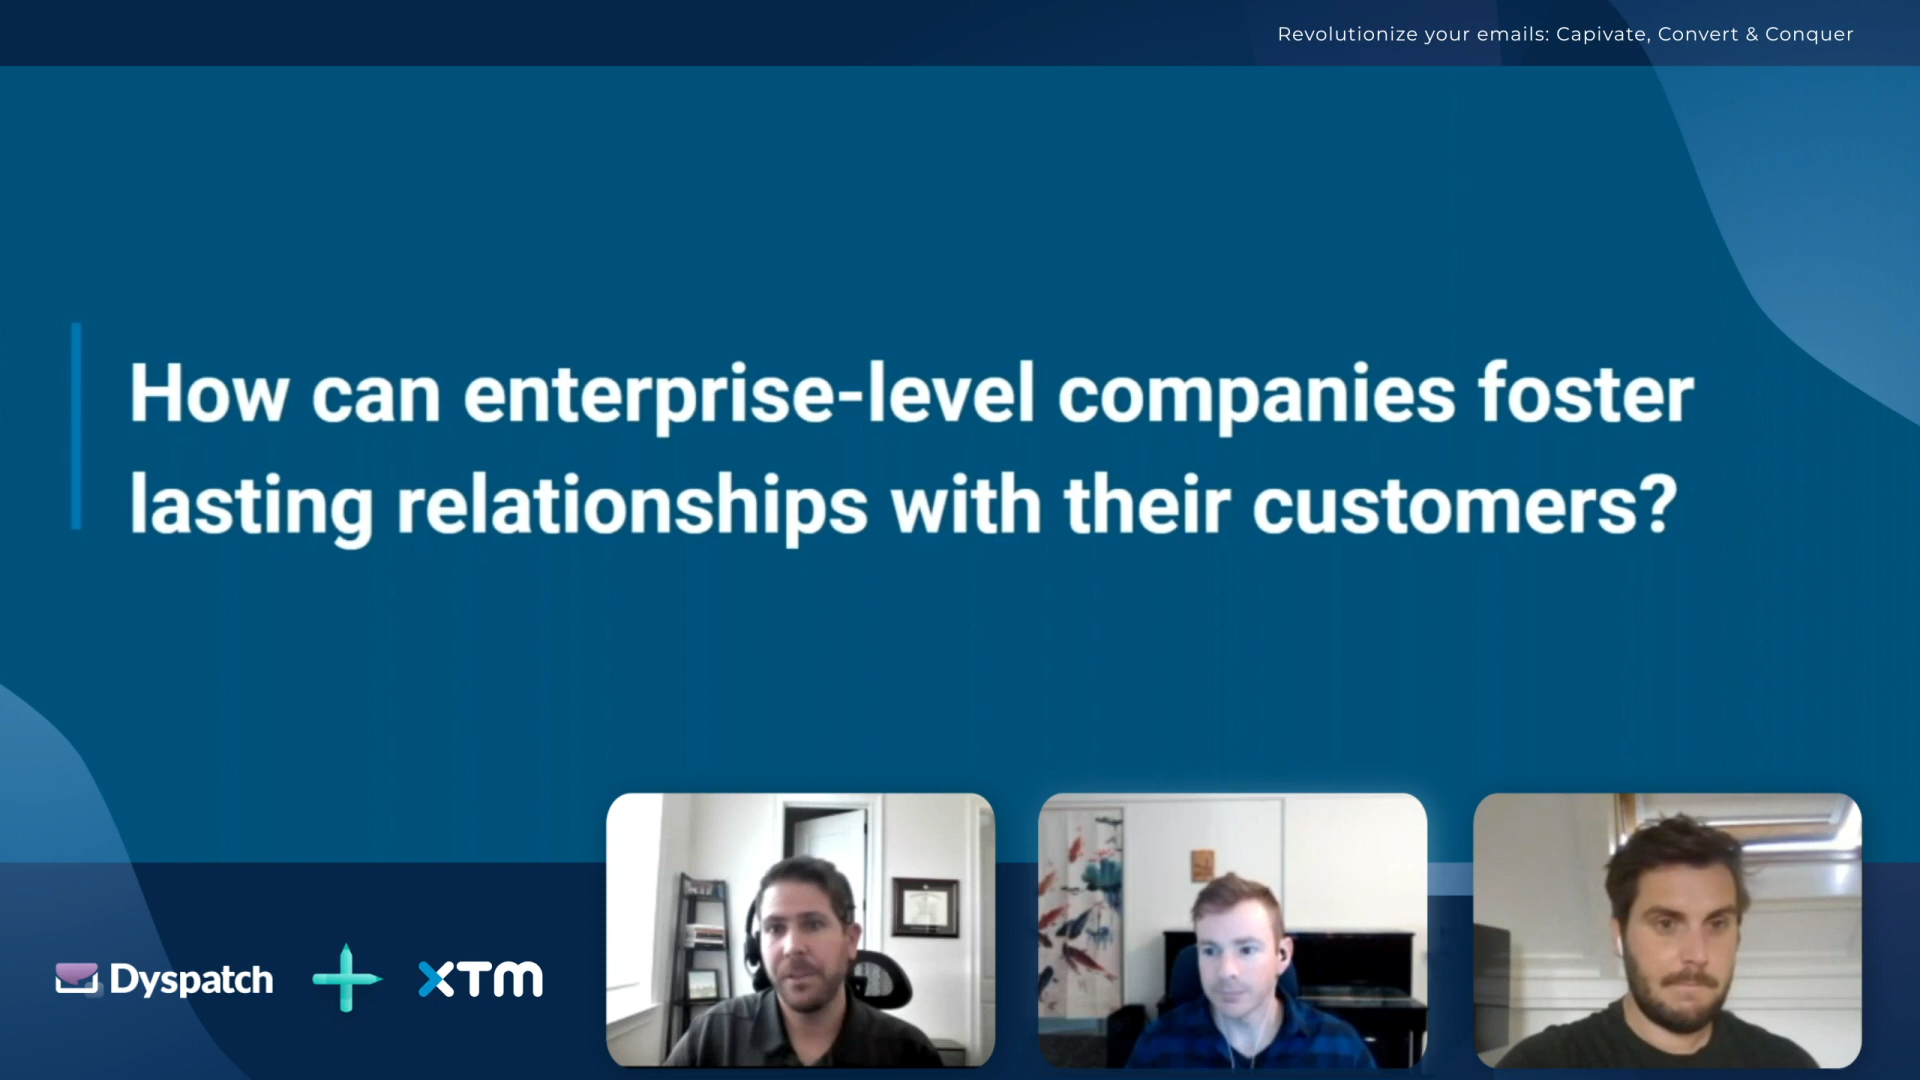 Revolutionize your emails: Capivate, Convert & Conquer
How can enterprise-level companies foster
lasting relationships with their customers?
Dyspatch
XTM